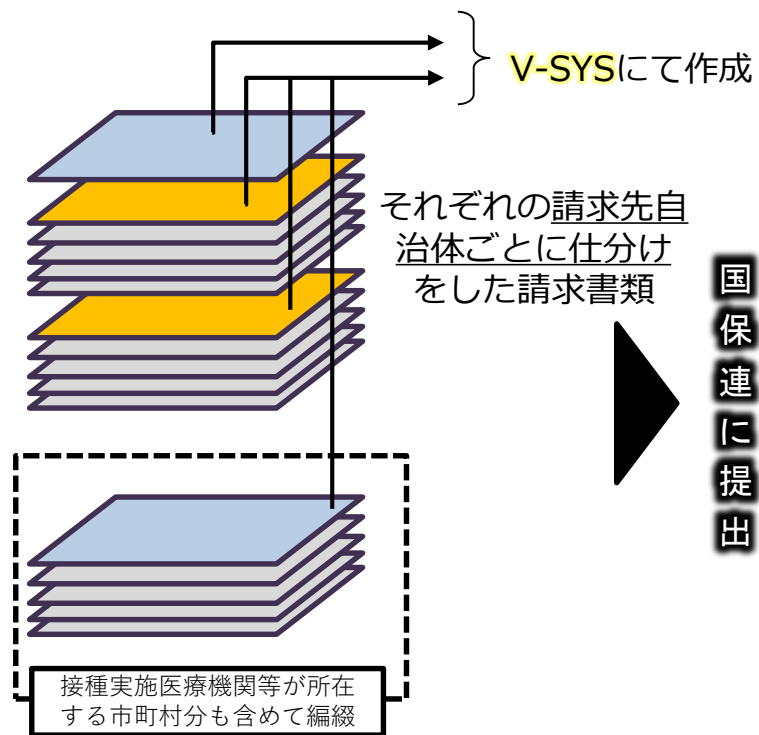 V-SYSにて作成
それぞれの請求先自
治体ごとに仕分け
をした請求書類
国保連に提出
接種実施医療機関等が所在
する市町村分も含めて編綴